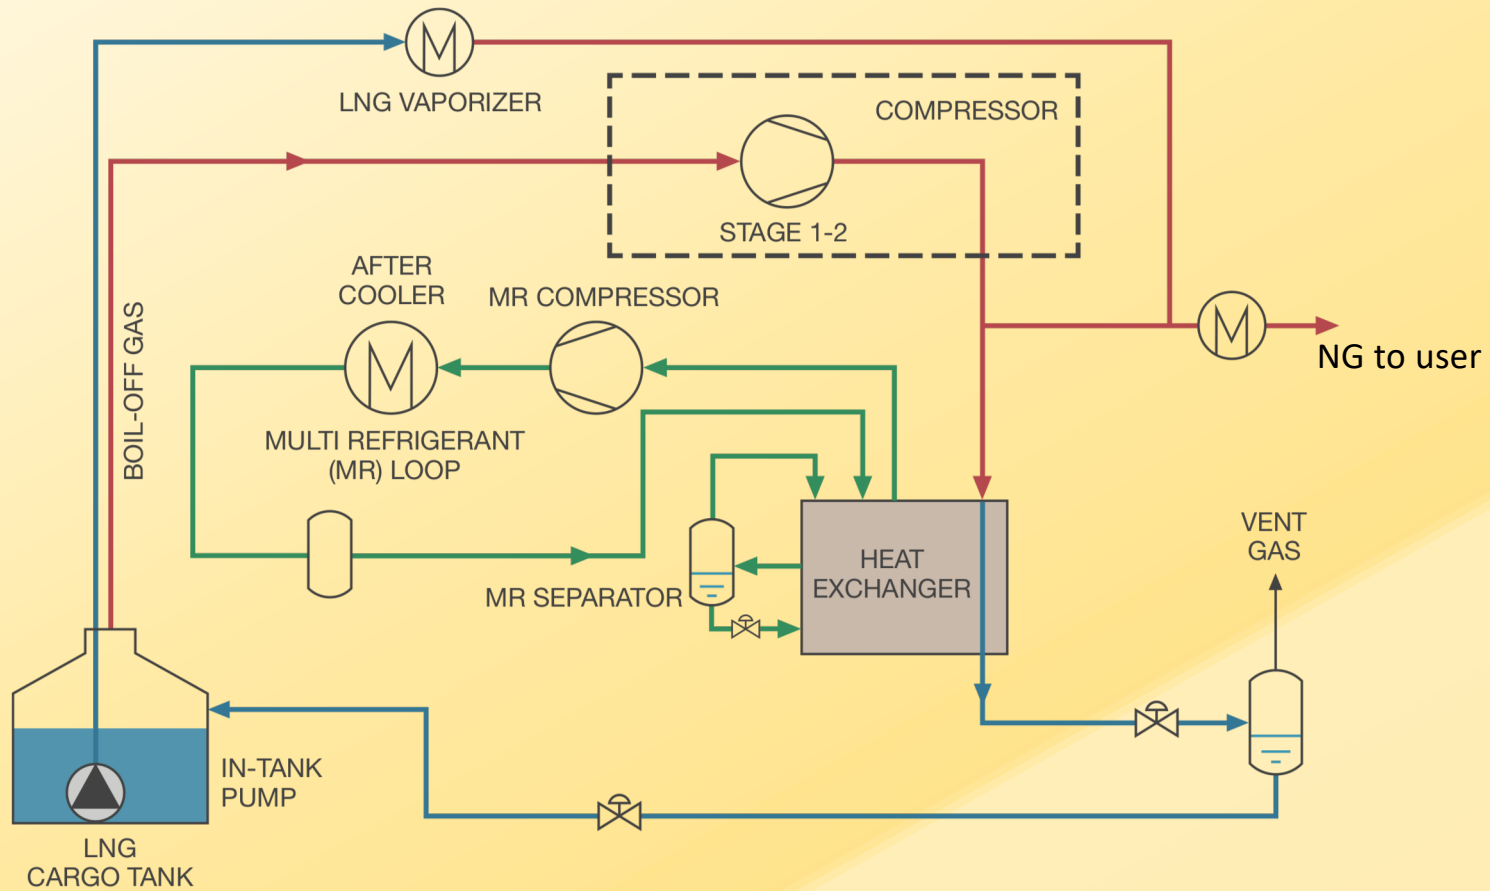 LNG VAPORIZER
COMPRESSOR
STAGE 1-2
AFTER
COOLER
MR COMPRESSOR
BOIL-OFF GAS
NG to user
MULTI REFRIGERANT
(MR) LOOP
VENT
GAS
HEAT
EXCHANGER
MR SEPARATOR
IN-TANK
PUMP
LNG
CARGO TANK